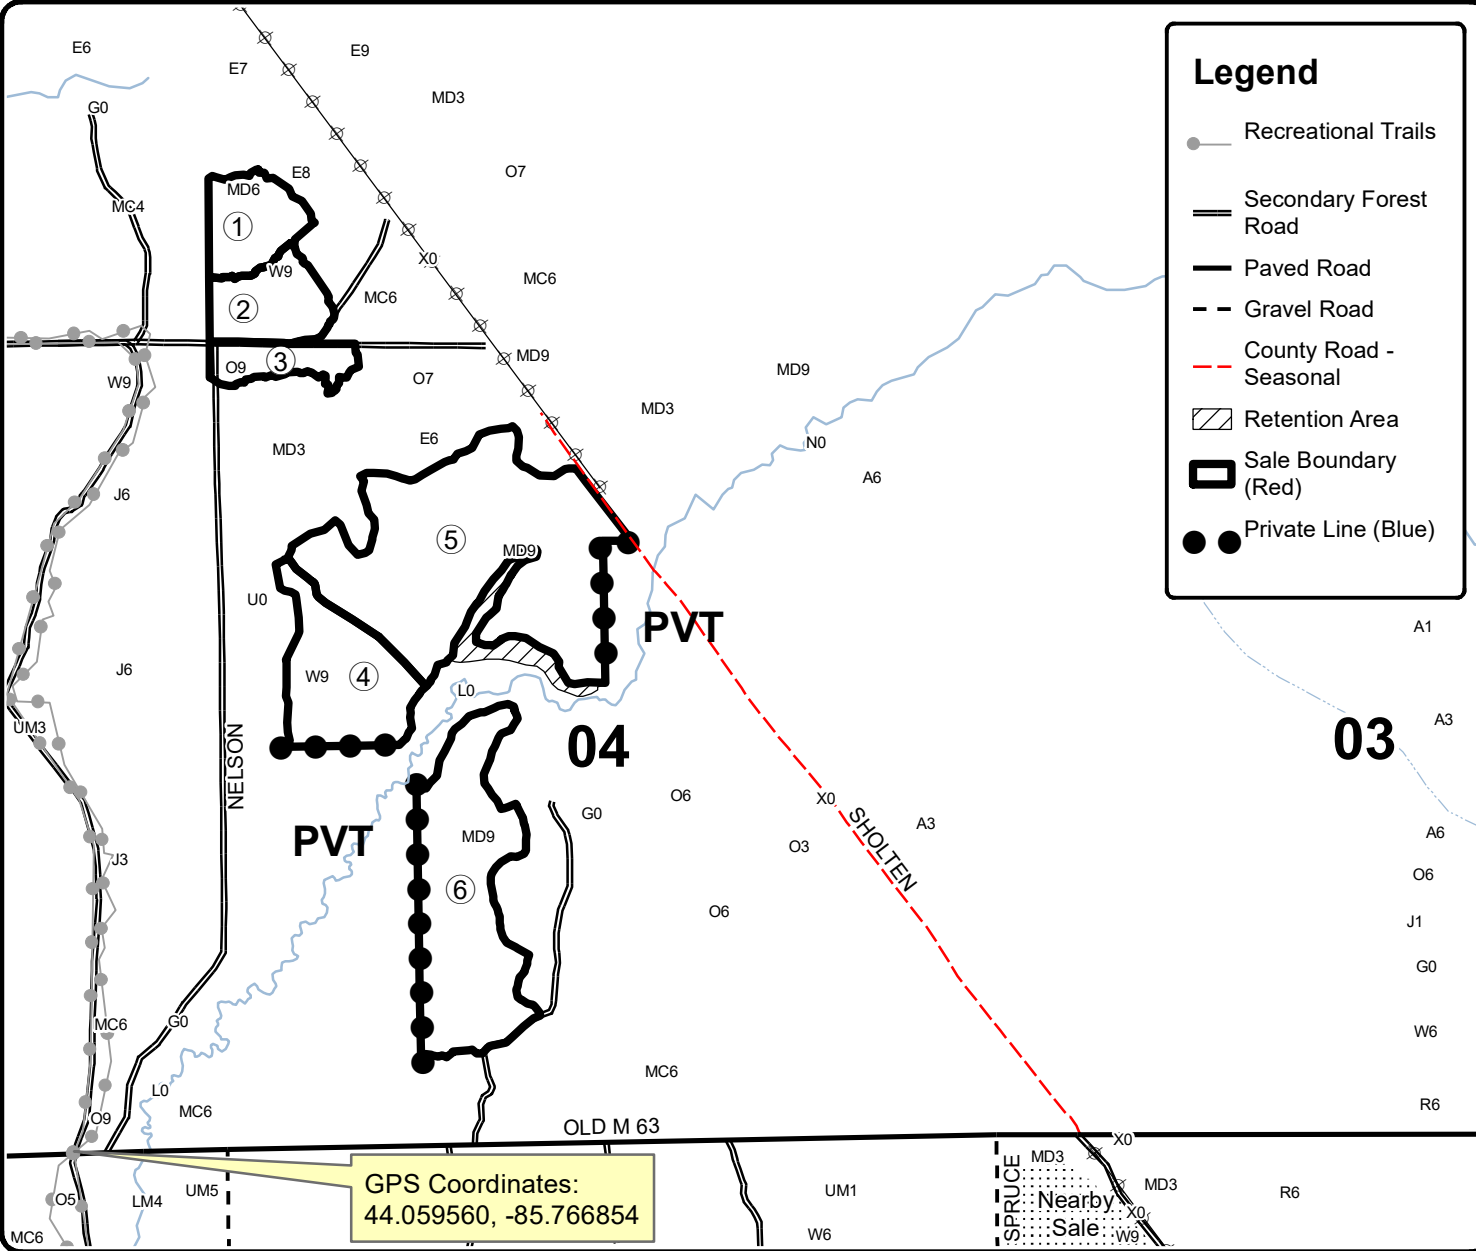 E6
E9
E7
MD3
G0
O7
E8
MD6
MC4
1
X0
W9
MC6
MC6
2
3
O9
MD9
W9
O7
MD9
MD3
E6
MD3
N0
A6
J6
5
MD9
U0
PVT
A1
J6
W9
4
L0
UM3
04
03
A3
NELSON
G0
O6
X0
SHOLTEN
A3
A6
PVT
MD9
O3
J3
6
O6
O6
J1
G0
G0
MC6
W6
MC6
L0
MC6
O9
R6
OLD M 63
X0
SPRUCE
MD3
MD3
O5
LM4
UM5
UM1
R6
X0
W9
W6
MC6
Nearby
Sale
GPS Coordinates:
44.059560, -85.766854
Legend
Recreational Trails
Secondary Forest
Road
Paved Road
Gravel Road
County Road -
Seasonal
Retention Area
Sale Boundary
(Red)
Private Line (Blue)